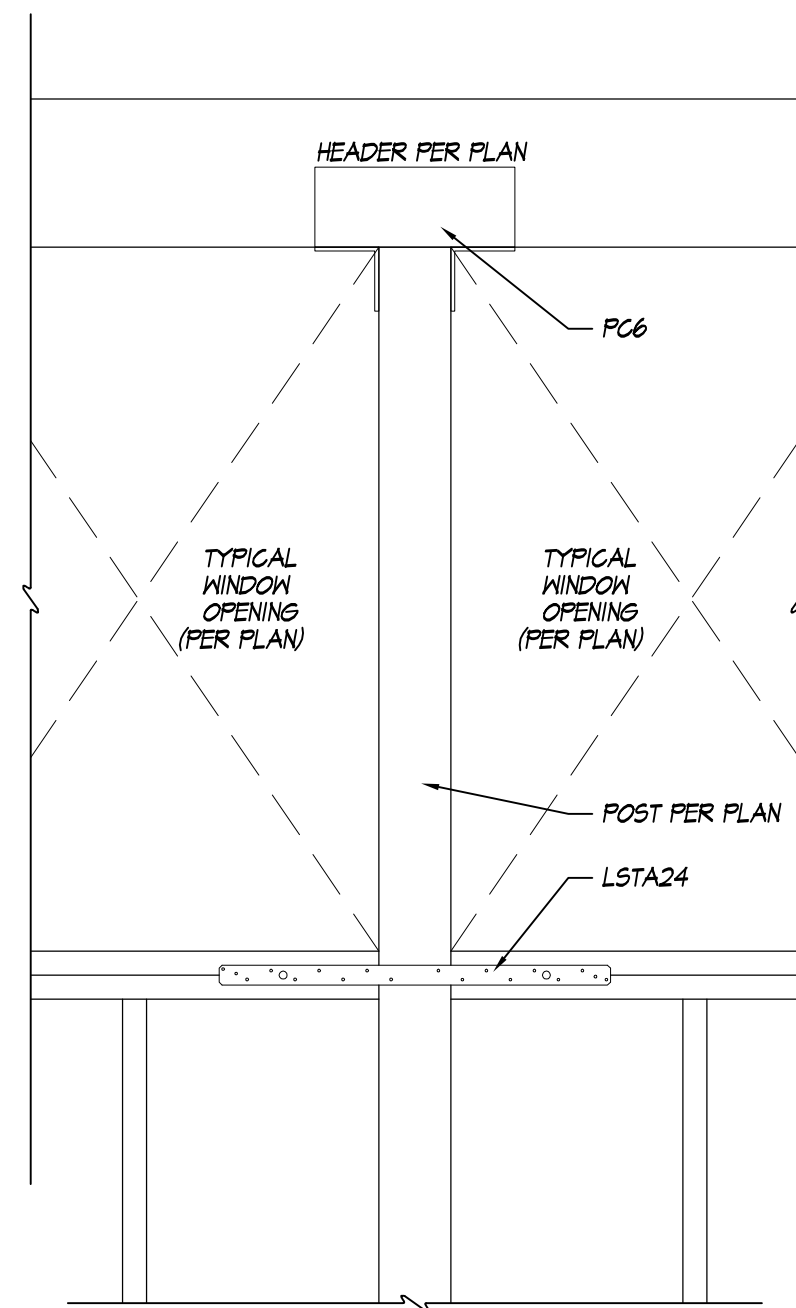 HEADER PER PLAN
PC6
TYPICAL
WINDOW
OPENING
(PER PLAN)
TYPICAL
WINDOW
OPENING
(PER PLAN)
POST PER PLAN
LSTA24